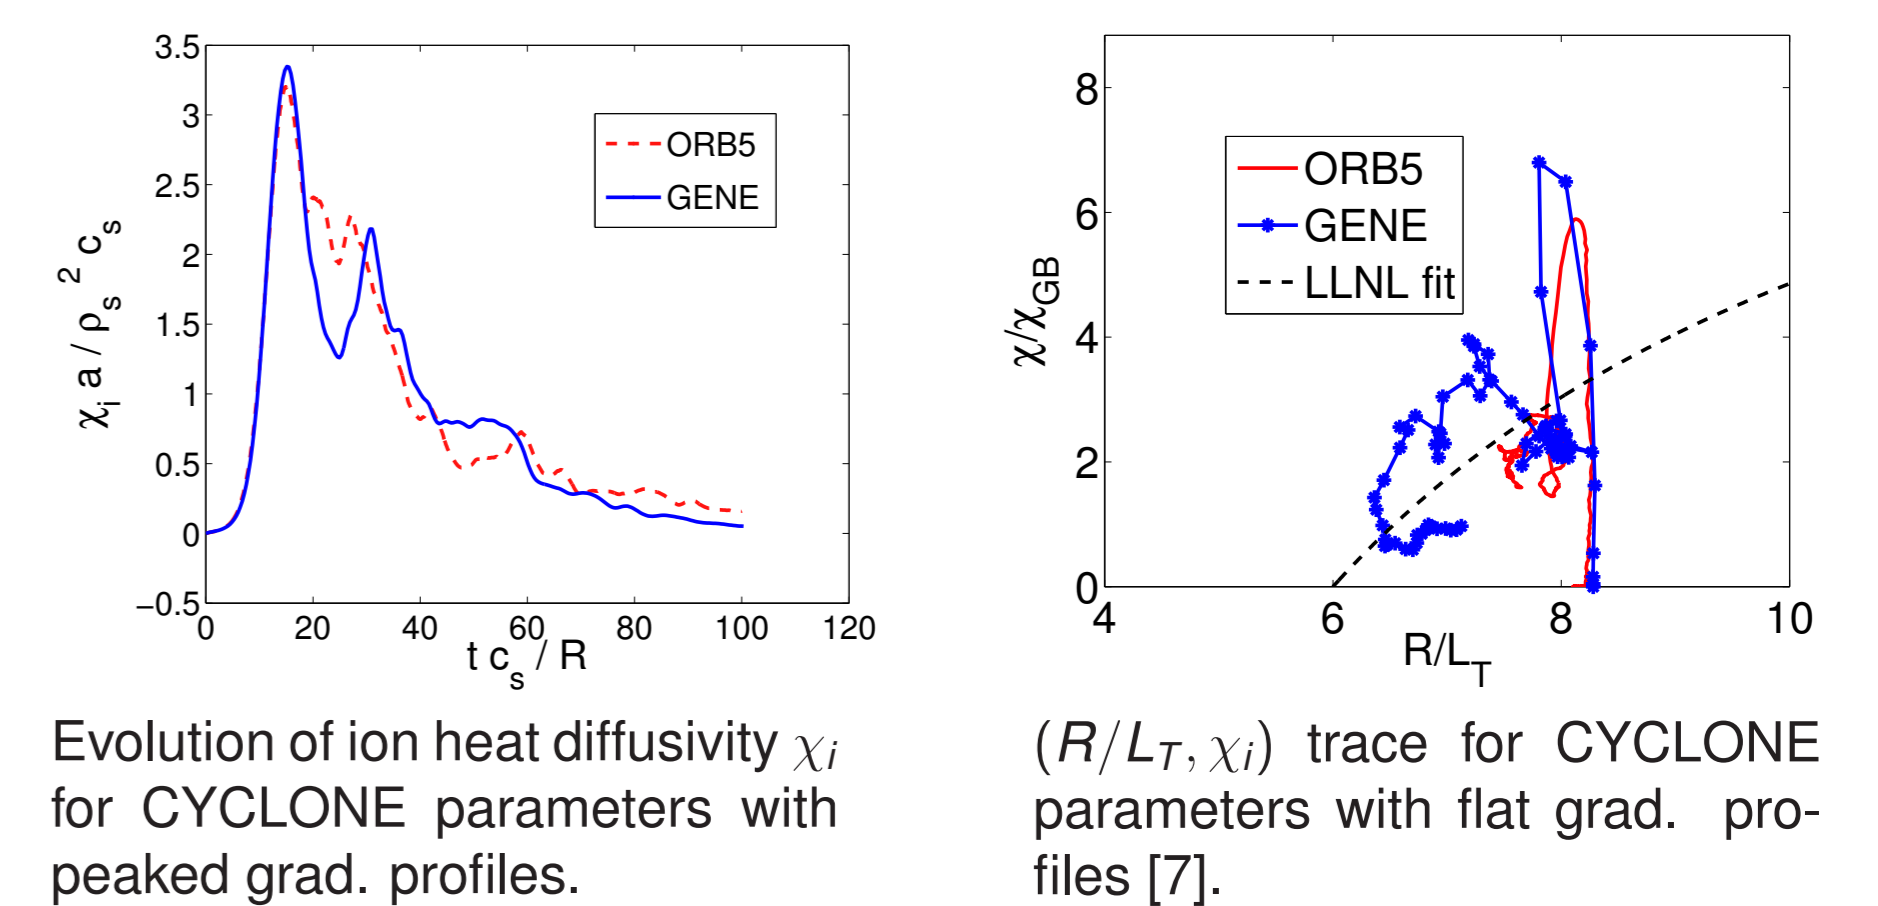 3.5
3
2.5
2
1.5
1
0.5
0
−0.5
0 20 40 60 80 100 120
χi a / ρs 2 cs
t cs / R
ORB5
GENE
8
6
4
2
0
4 6 8 10
χ/χGB
R/LT
ORB5
GENE
LLNL fit
Evolution of ion heat diffusivity χi
for CYCLONE parameters with
peaked grad. profiles.
(R/LT, χi) trace for CYCLONE
parameters with flat grad. pro-
files [7].